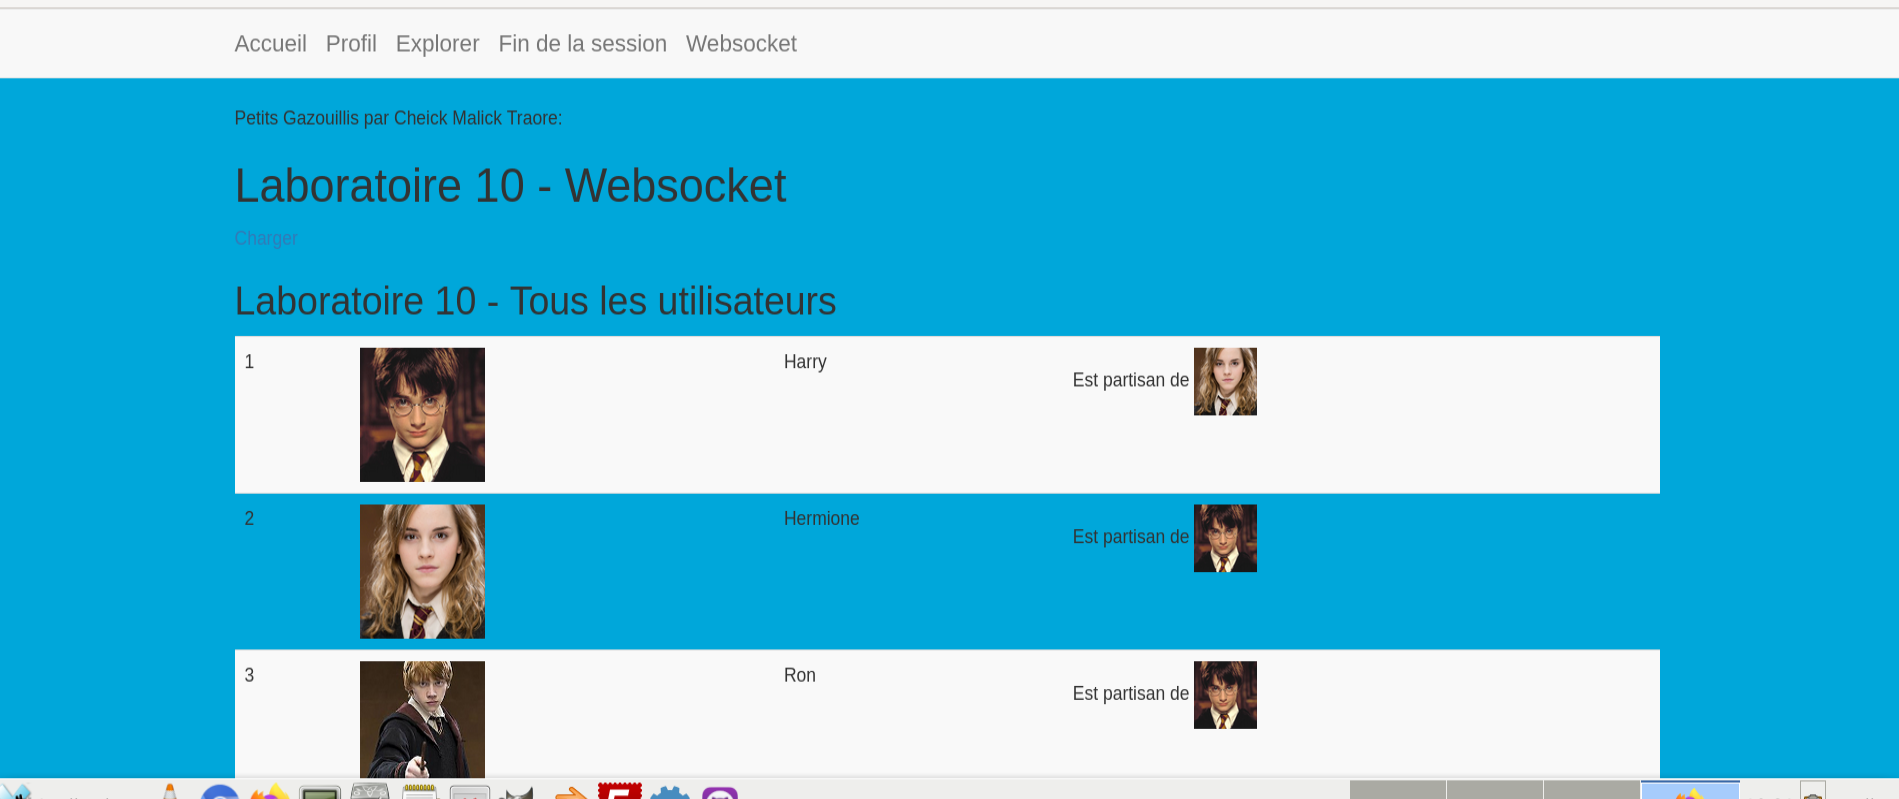 Accueil Profil Explorer Fin de la session Websocket
Petits Gazouillis par Cheick Malick Traore:
Laboratoire 10 - Websocket
Charger
Laboratoire 10 - Tous les utilisateurs
1 Harry Est partisan de
2 Hermione Est partisan de
3 Ron Est partisan de